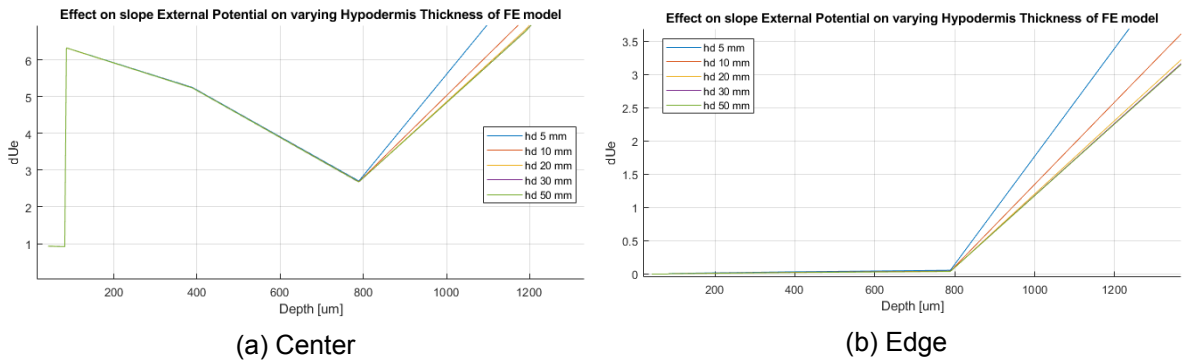 Effect on slope External Potential on varying Hypodermis Thickness of FE model
6
5
4
3
2
1
dUe
200
400
600
800
1000
1200
Depth [um]
hd 5 mm
hd 10 mm
hd 20 mm
hd 30 mm
hd 50 mm
(a) Center
Effect on slope External Potential on varying Hypodermis Thickness of FE model
3.5
3
2.5
2
1.5
1
0.5
0
dUe
200
400
600
800
1000
1200
Depth [um]
hd 5 mm
hd 10 mm
hd 20 mm
hd 30 mm
hd 50 mm
(b) Edge